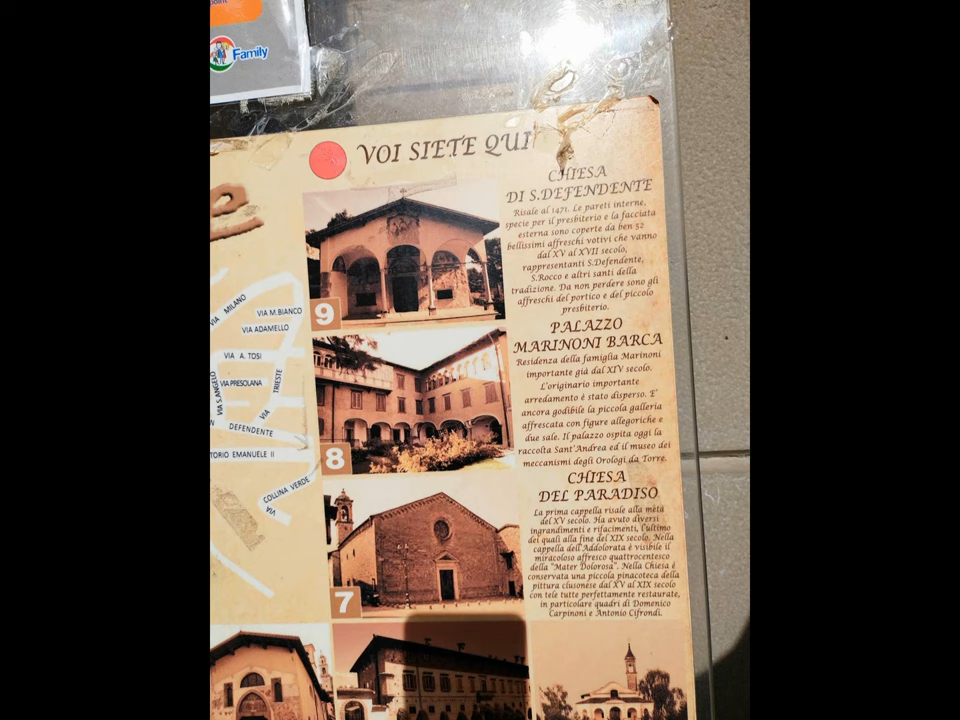 Family
VOI SIETE QUI
CHIESA
DI S.DEFENDENTE
Risale al 1471. Le pareti interne,
specie per il presbiterio e la facciata
esterna sono coperte da ben 52
bellissimi affreschi votivi che vanno
dal XV al XVII secolo,
rappresentanti S.Defendente,
S.Rocco e altri santi della
tradizione. Da non perdere sono gli
affreschi del portico e del piccolo
presbiterio.
9
PALAZZO
MARINONI BARCA
Residenza della famiglia Marinoni
importante già dal XIV secolo.
L'originario importante
arredamento è stato disperso. E'
ancora godibile la piccola galleria
affrescata con figure allegoriche e
due sale. Il palazzo ospita oggi la
raccolta Sant'Andrea ed il museo dei
meccanismi degli Orologi da Torre.
8
CHIESA
DEL PARADISO
La prima cappella risale alla metà
del XV secolo. Ha avuto diversi
ingrandimenti e rifacimenti, l'ultimo
dei quali alla fine del XIX secolo. Nella
cappella dell'Addolorata è visibile il
miracoloso affresco quattrocentesco
della "Mater Dolorosa". Nella Chiesa è
conservata una piccola pinacoteca della
pittura clusonese dal XV al XIX secolo
con tele tutte perfettamente restaurate,
in particolare quadri di Domenico
Carpinoni e Antonio Cifrondi.
7
VIA MILANO
VIA M.BIANCO
VIA ADAMELLO
VIA A. TOSI
VIA PRESOLANA
VIA S.ANGELO
VIA TRIESTE
VIA
N DEFENDENTE
TORIO EMANUELE II
VIA COLLINA VERDE